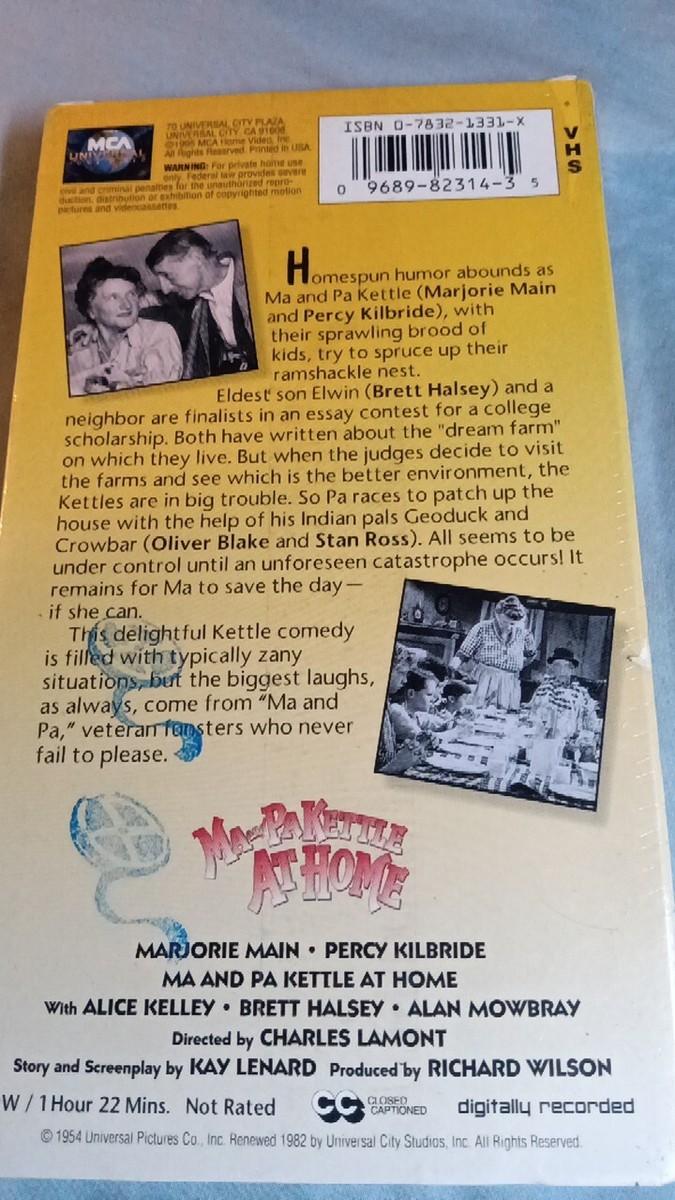 MCA
UNIVERSAL
70 UNIVERSAL CITY PLAZA
UNIVERSAL CITY, CA 91608
©1995 MCA Home Video, Inc.
All Rights Reserved. Printed in USA.
WARNING: For private home use
only. Federal law provides severe
civil and criminal penalties for the unauthorized repro-
duction, distribution or exhibition of copyrighted motion
pictures and videocassettes.
ISBN 0-7832-1331-X
0 9689-82314-3 5
VHS
Homespun humor abounds as
Ma and Pa Kettle (Marjorie Main
and Percy Kilbride), with
their sprawling brood of
kids, try to spruce up their
ramshackle nest.
Eldest son Elwin (Brett Halsey) and a
neighbor are finalists in an essay contest for a college
scholarship. Both have written about the "dream farm"
on which they live. But when the judges decide to visit
the farms and see which is the better environment, the
Kettles are in big trouble. So Pa races to patch up the
house with the help of his Indian pals Geoduck and
Crowbar (Oliver Blake and Stan Ross). All seems to be
under control until an unforeseen catastrophe occurs! It
remains for Ma to save the day—
if she can.
This delightful Kettle comedy
is filled with typically zany
situations, but the biggest laughs,
as always, come from "Ma and
Pa," veteran funsters who never
fail to please.
MA and PA KETTLE
AT HOME
MARJORIE MAIN • PERCY KILBRIDE
MA AND PA KETTLE AT HOME
With ALICE KELLEY • BRETT HALSEY • ALAN MOWBRAY
Directed by CHARLES LAMONT
Story and Screenplay by KAY LENARD Produced by RICHARD WILSON
W / 1 Hour 22 Mins. Not Rated
CC CLOSED
CAPTIONED
digitally recorded
© 1954 Universal Pictures Co., Inc. Renewed 1982 by Universal City Studios, Inc. All Rights Reserved.